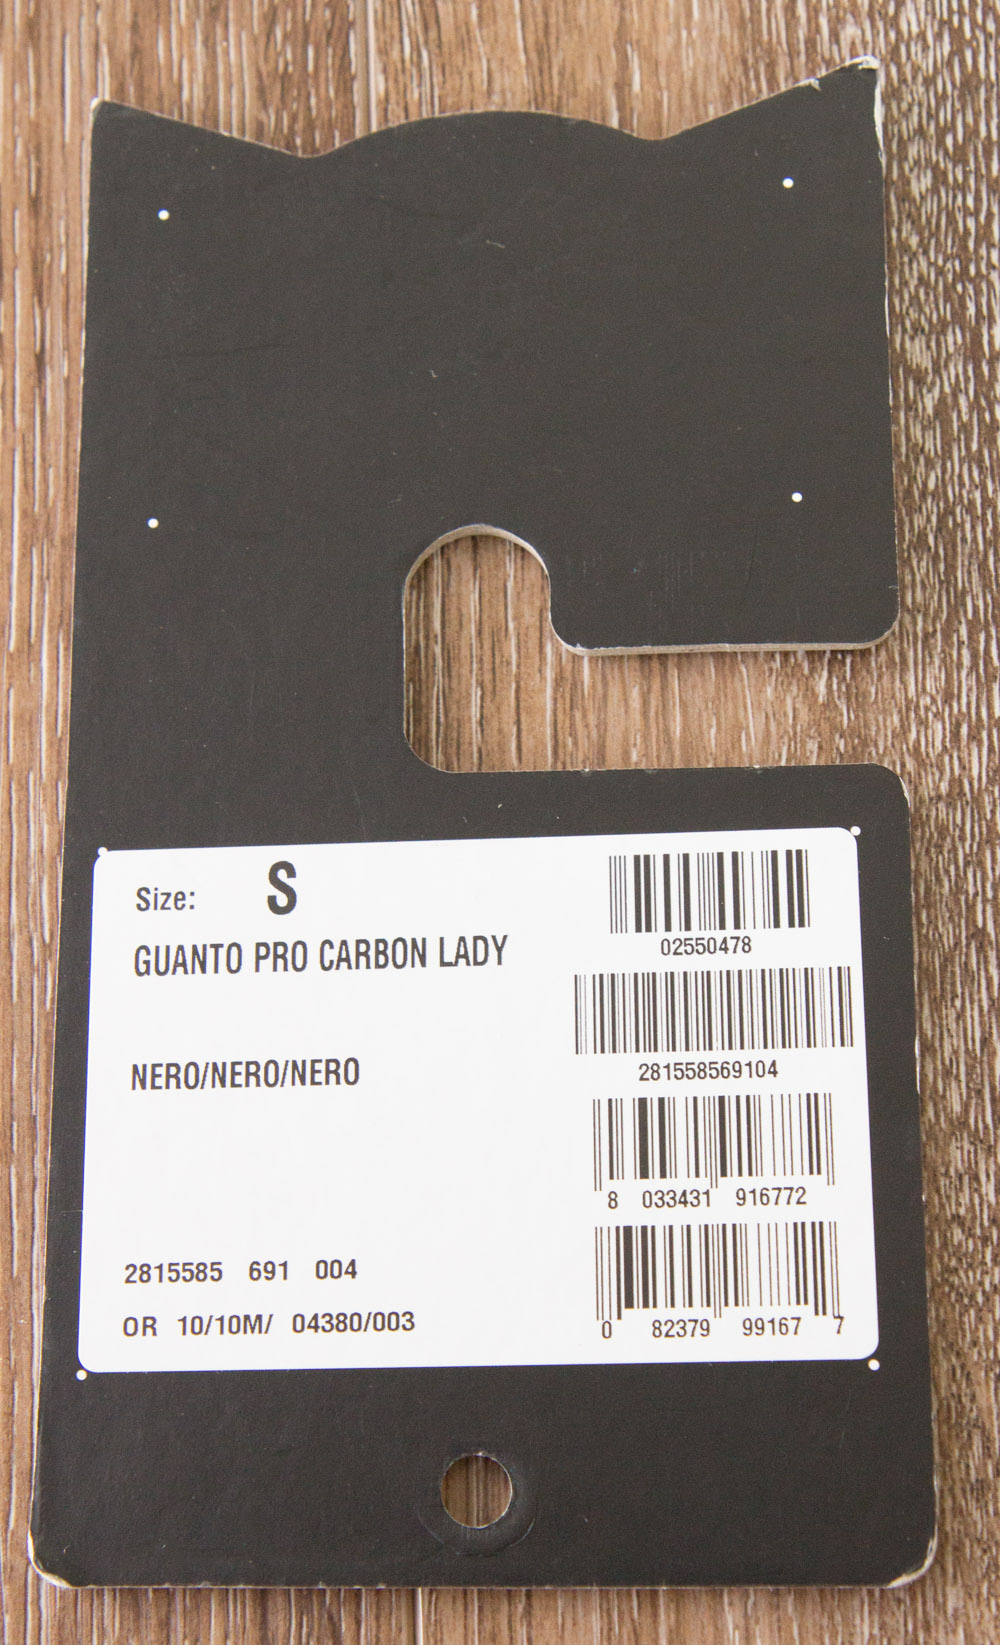 Size: S
GUANTO PRO CARBON LADY
NERO/NERO/NERO
2815585 691 004
OR 10/10M/ 04380/003
02550478
281558569104
8 033431 916772
0 82379 99167 7